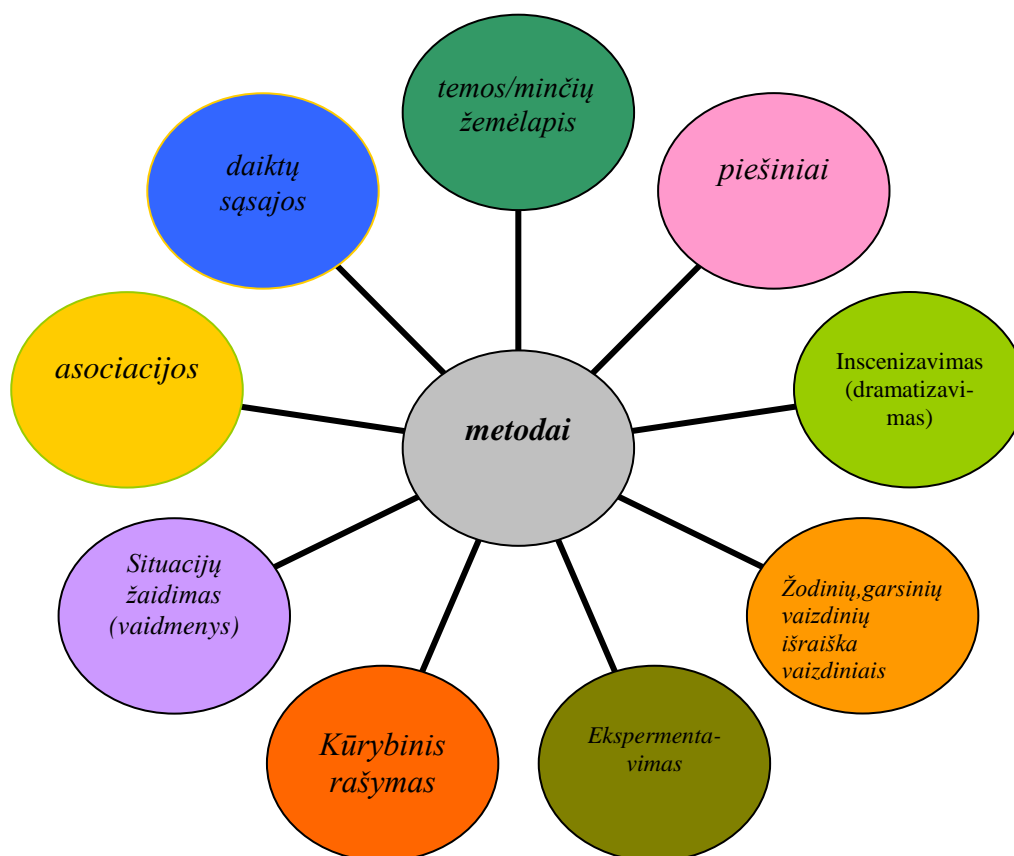 temos/minčių
žemėlapis
piešiniai
Inscenizavimas
(dramatizavi-
mas)
Žodinių,garsinių
vaizdinių
išraiška
vaizdiniais
Ekspermenta-
vimas
Kūrybinis
rašymas
Situacijų
žaidimas
(vaidmenys)
asociacijos
daiktų
sąsajos
metodai